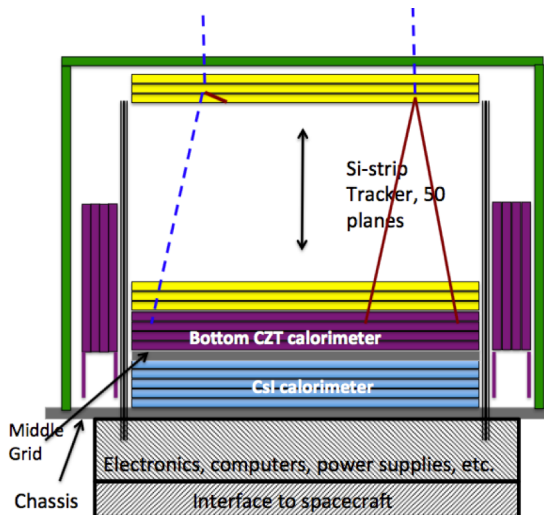 Si-strip
Tracker, 50
planes
Bottom CZT calorimeter
CsI calorimeter
Middle
Grid
Electronics, computers, power supplies, etc.
Chassis
Interface to spacecraft